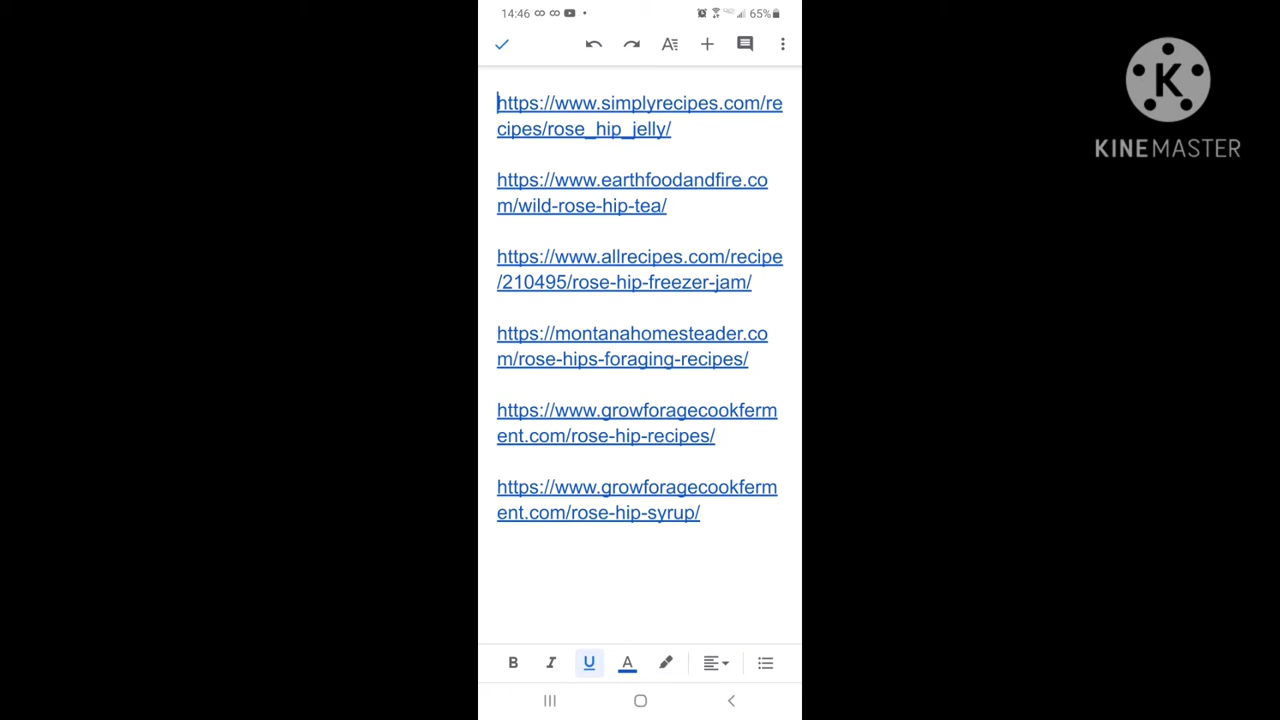 14:46
65%
https://www.simplyrecipes.com/re
cipes/rose_hip_jelly/
https://www.earthfoodandfire.co
m/wild-rose-hip-tea/
https://www.allrecipes.com/recipe
/210495/rose-hip-freezer-jam/
https://montanahomesteader.co
m/rose-hips-foraging-recipes/
https://www.growforagecookferm
ent.com/rose-hip-recipes/
https://www.growforagecookferm
ent.com/rose-hip-syrup/
B I U A
K
KINEMASTER